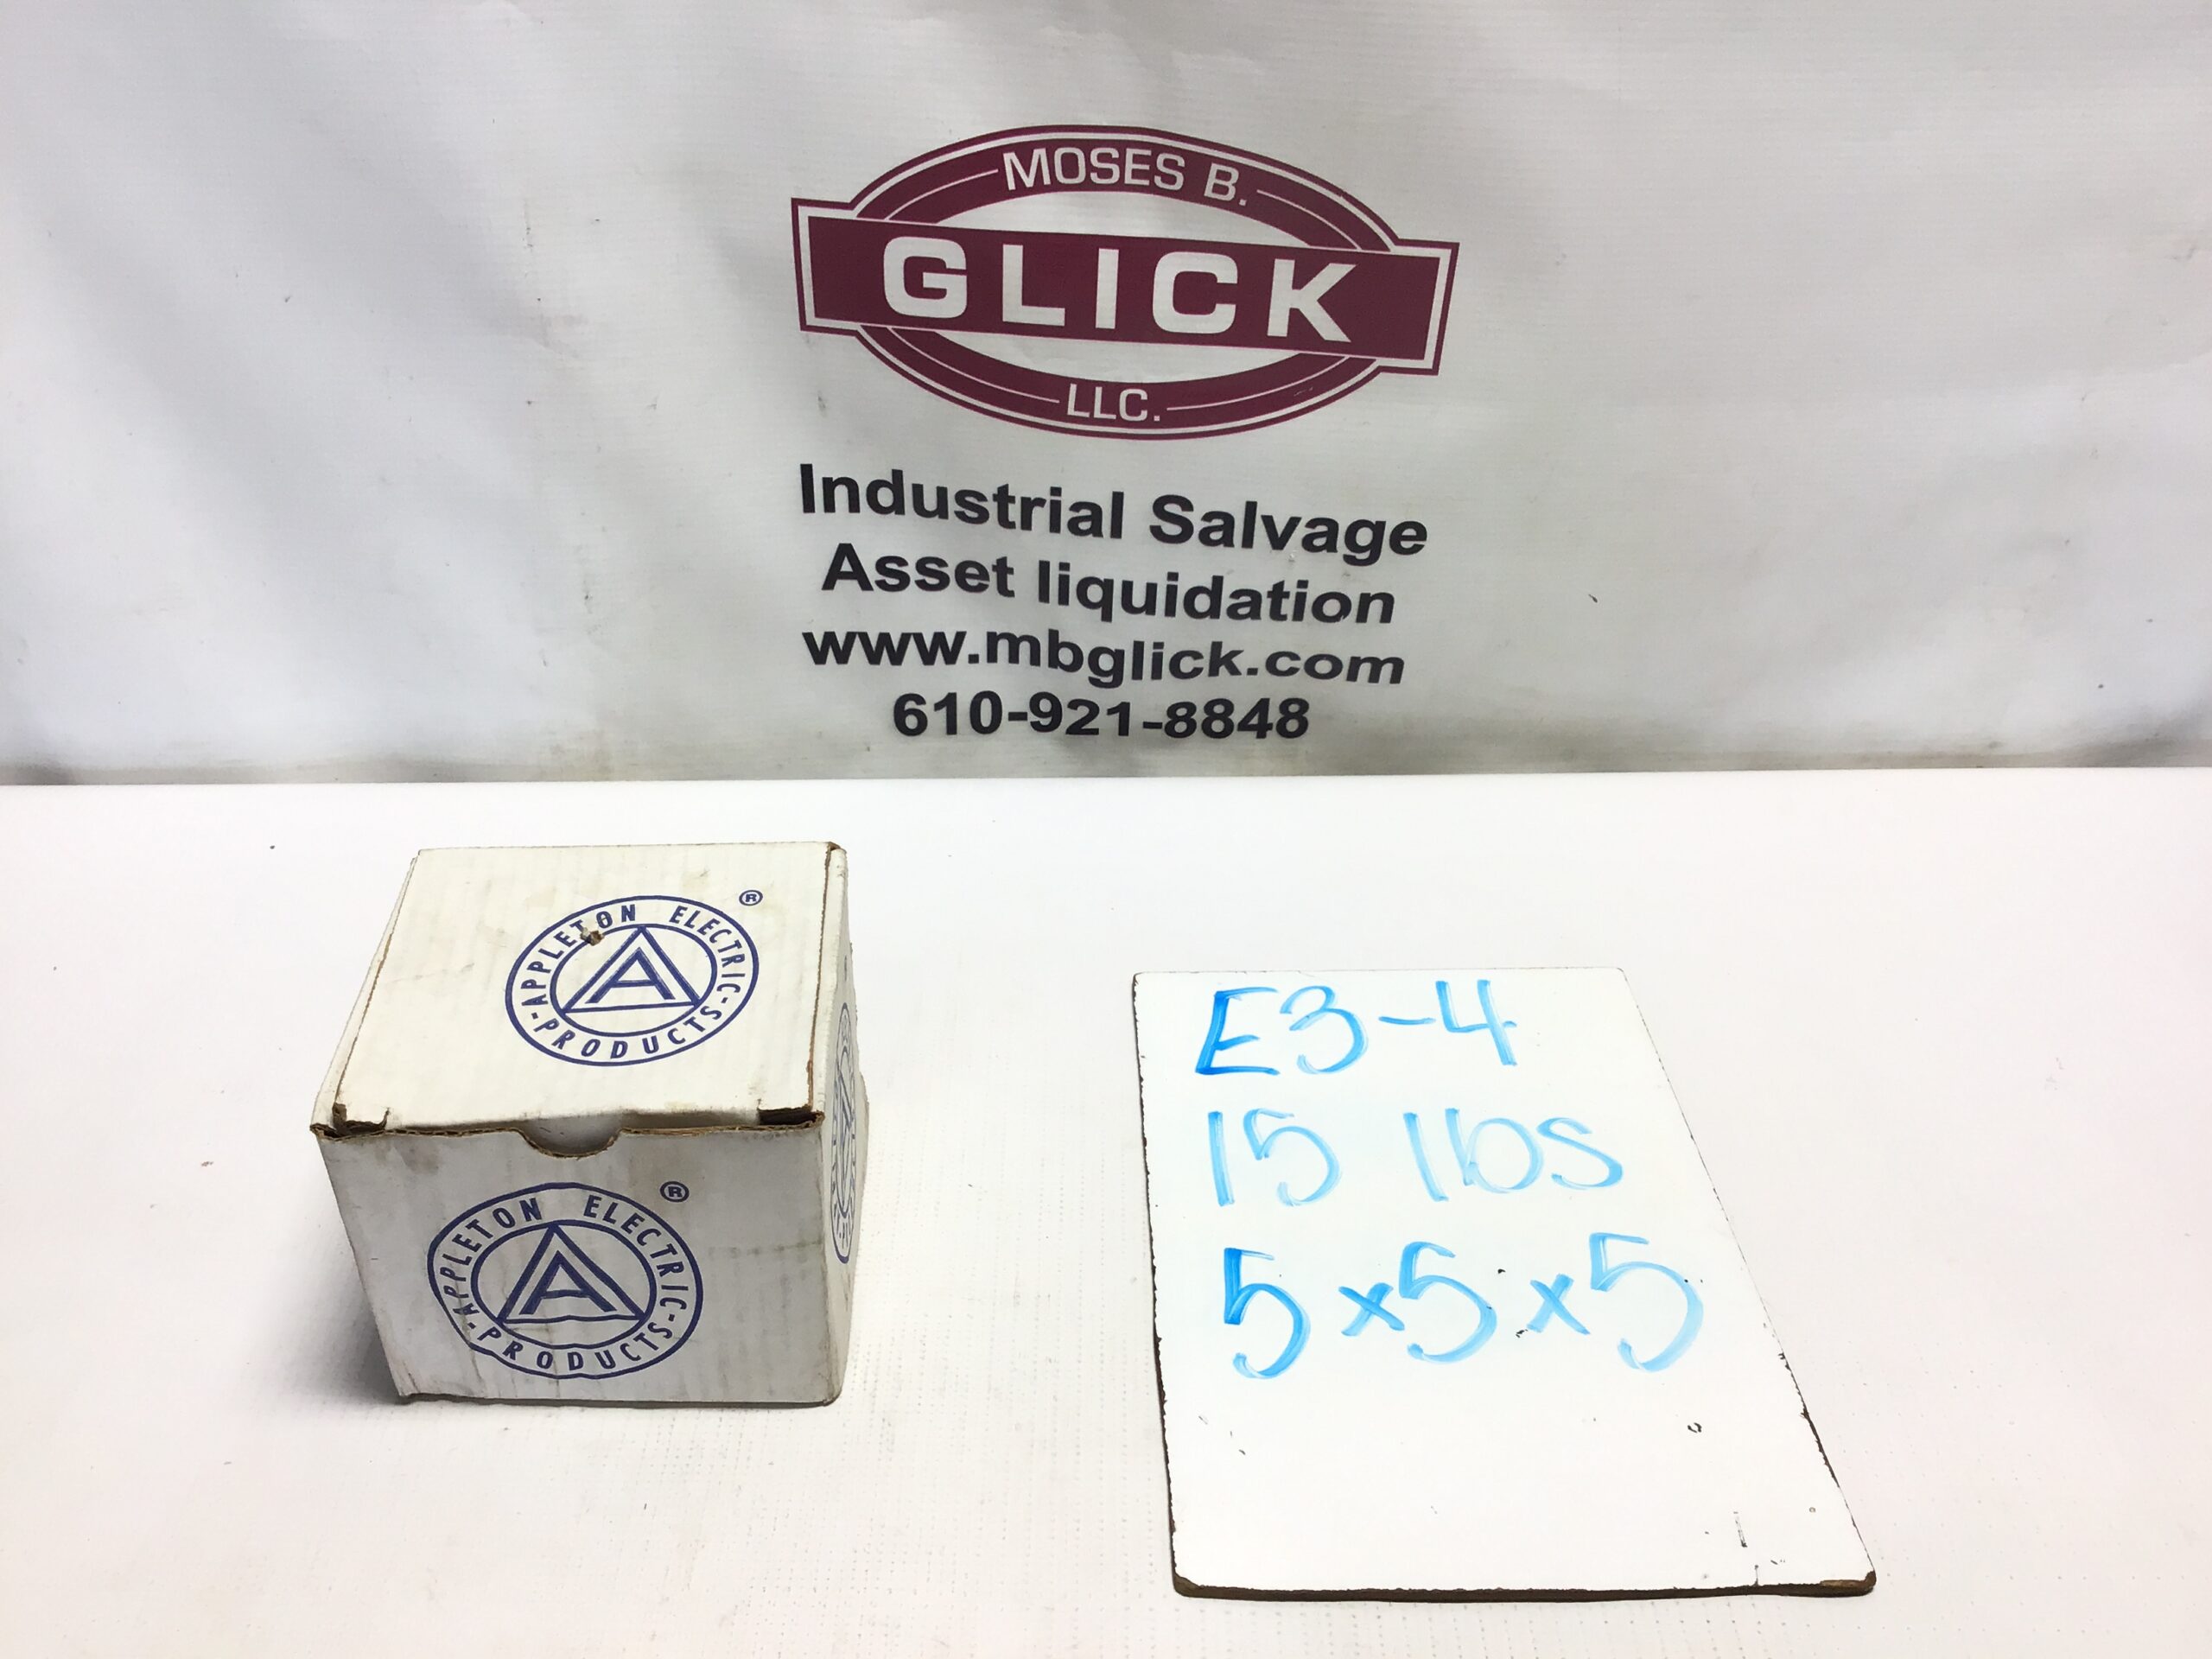 MOSES B.
GLICK
LLC.
Industrial Salvage
Asset liquidation
www.mbglick.com
610-921-8848
APPLETON ELECTRIC
-PRODUCTS-
A
®
APPLETON ELECTRIC
-PRODUCTS-
A
®
E3-4
15 lbs
5x5x5